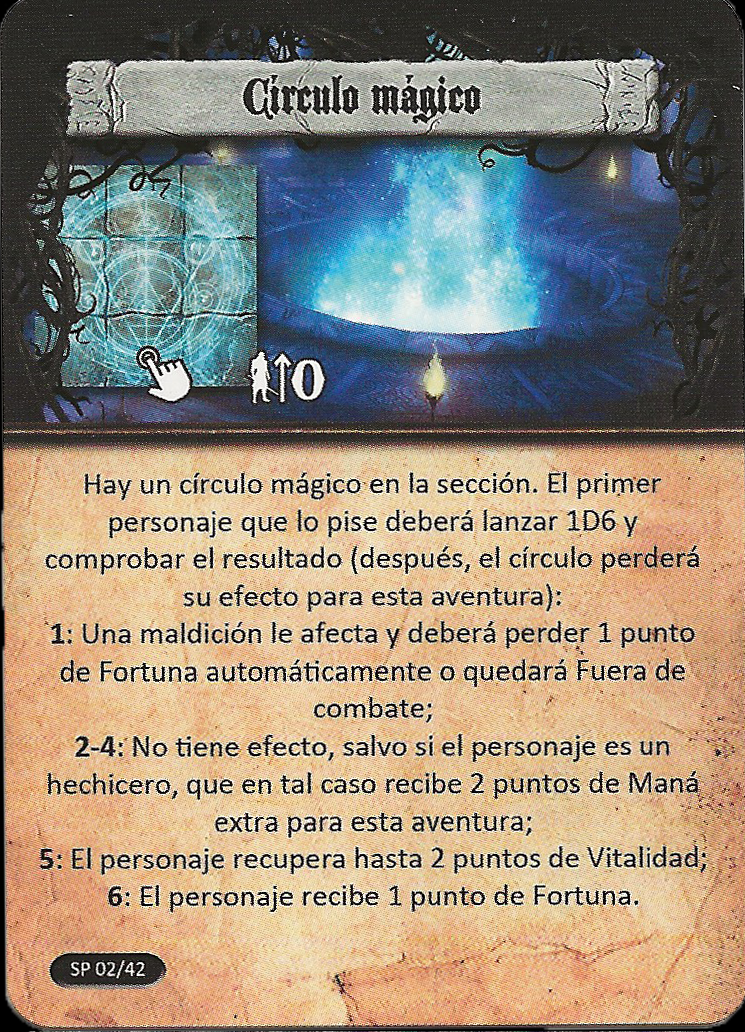 Círculo mágico
0
Hay un círculo mágico en la sección. El primer
personaje que lo pise deberá lanzar 1D6 y
comprobar el resultado (después, el círculo perderá
su efecto para esta aventura):
1: Una maldición le afecta y deberá perder 1 punto
de Fortuna automáticamente o quedará Fuera de
combate;
2-4: No tiene efecto, salvo si el personaje es un
hechicero, que en tal caso recibe 2 puntos de Maná
extra para esta aventura;
5: El personaje recupera hasta 2 puntos de Vitalidad;
6: El personaje recibe 1 punto de Fortuna.
SP 02/42